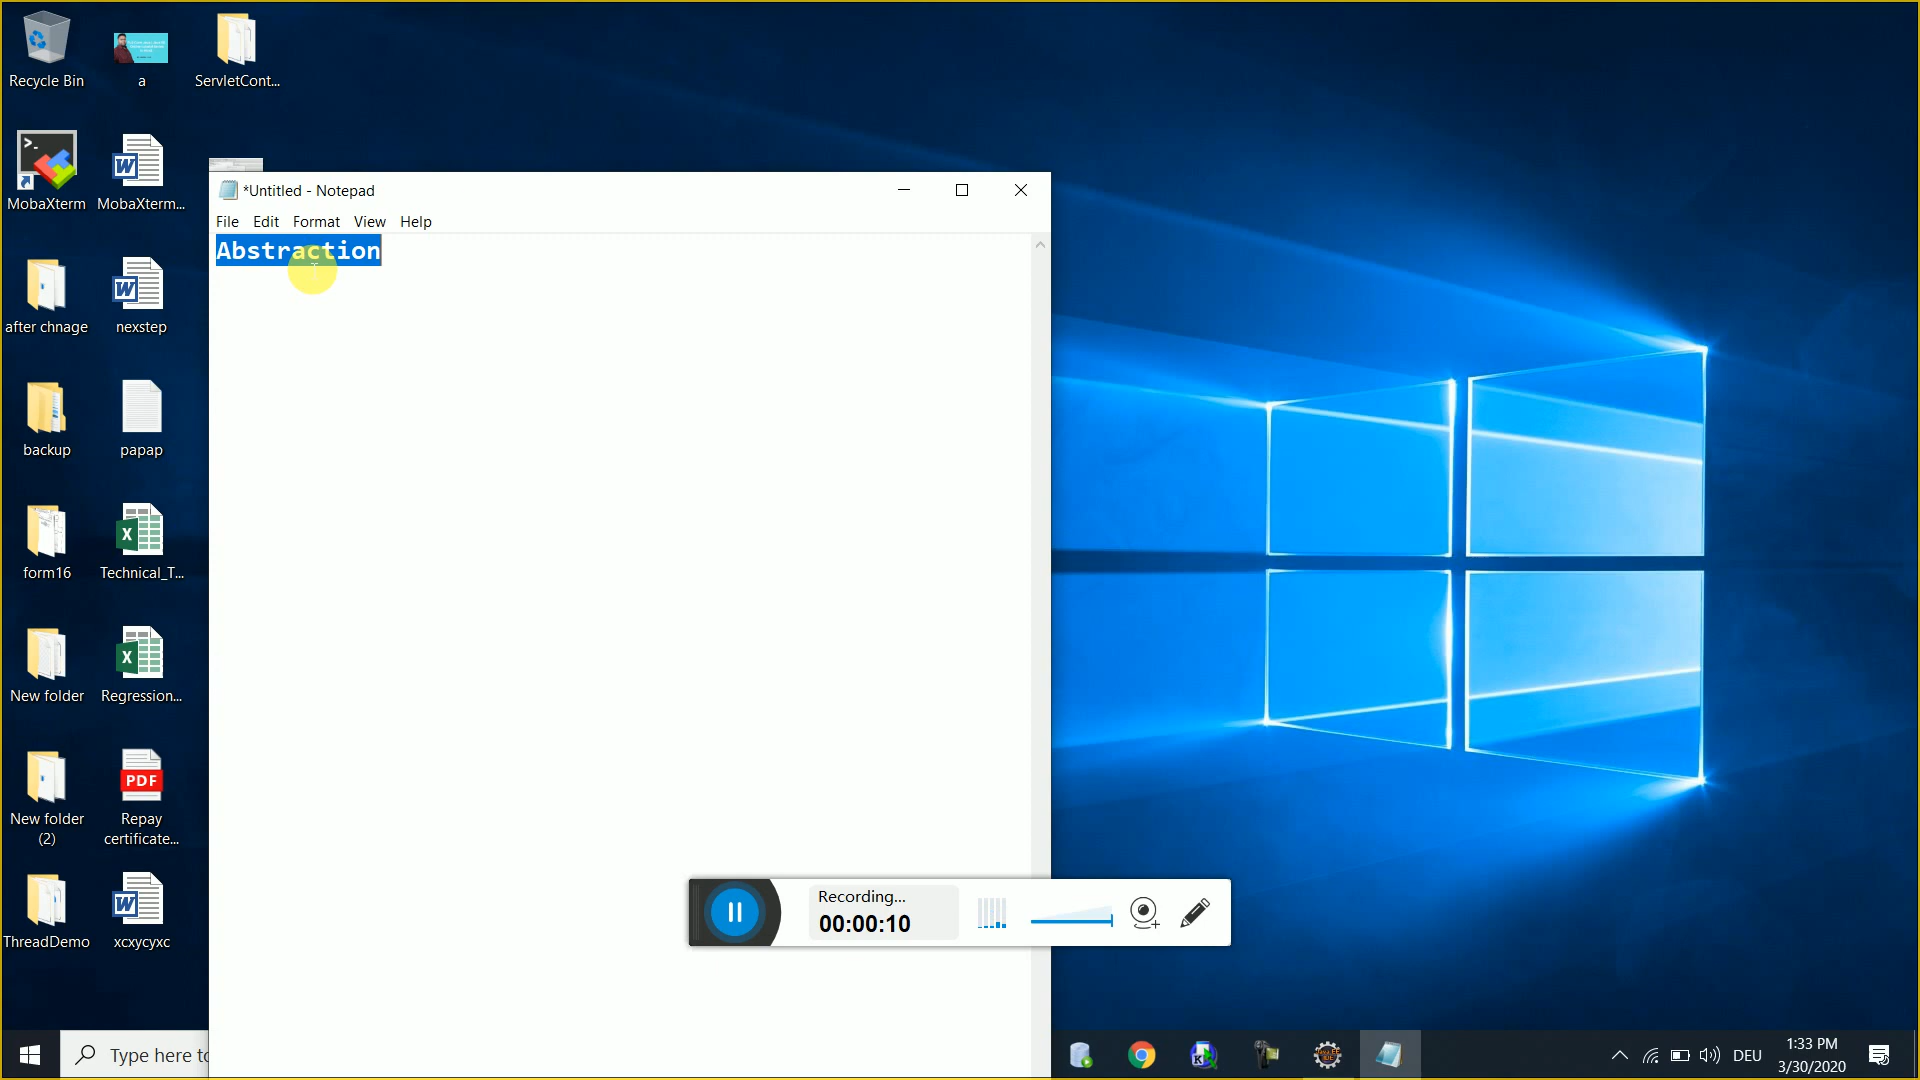 Recycle Bin
a
ServletCont...
MobaXterm
MobaXterm...
*Untitled - Notepad
File Edit Format View Help
Abstraction
after chnage
nexstep
backup
papap
form16
Technical_T...
New folder
Regression...
PDF
New folder
(2)
Repay
certificate...
Recording...
00:00:10
ThreadDemo
xcxycyxc
Type here to
DEU
1:33 PM
3/30/2020